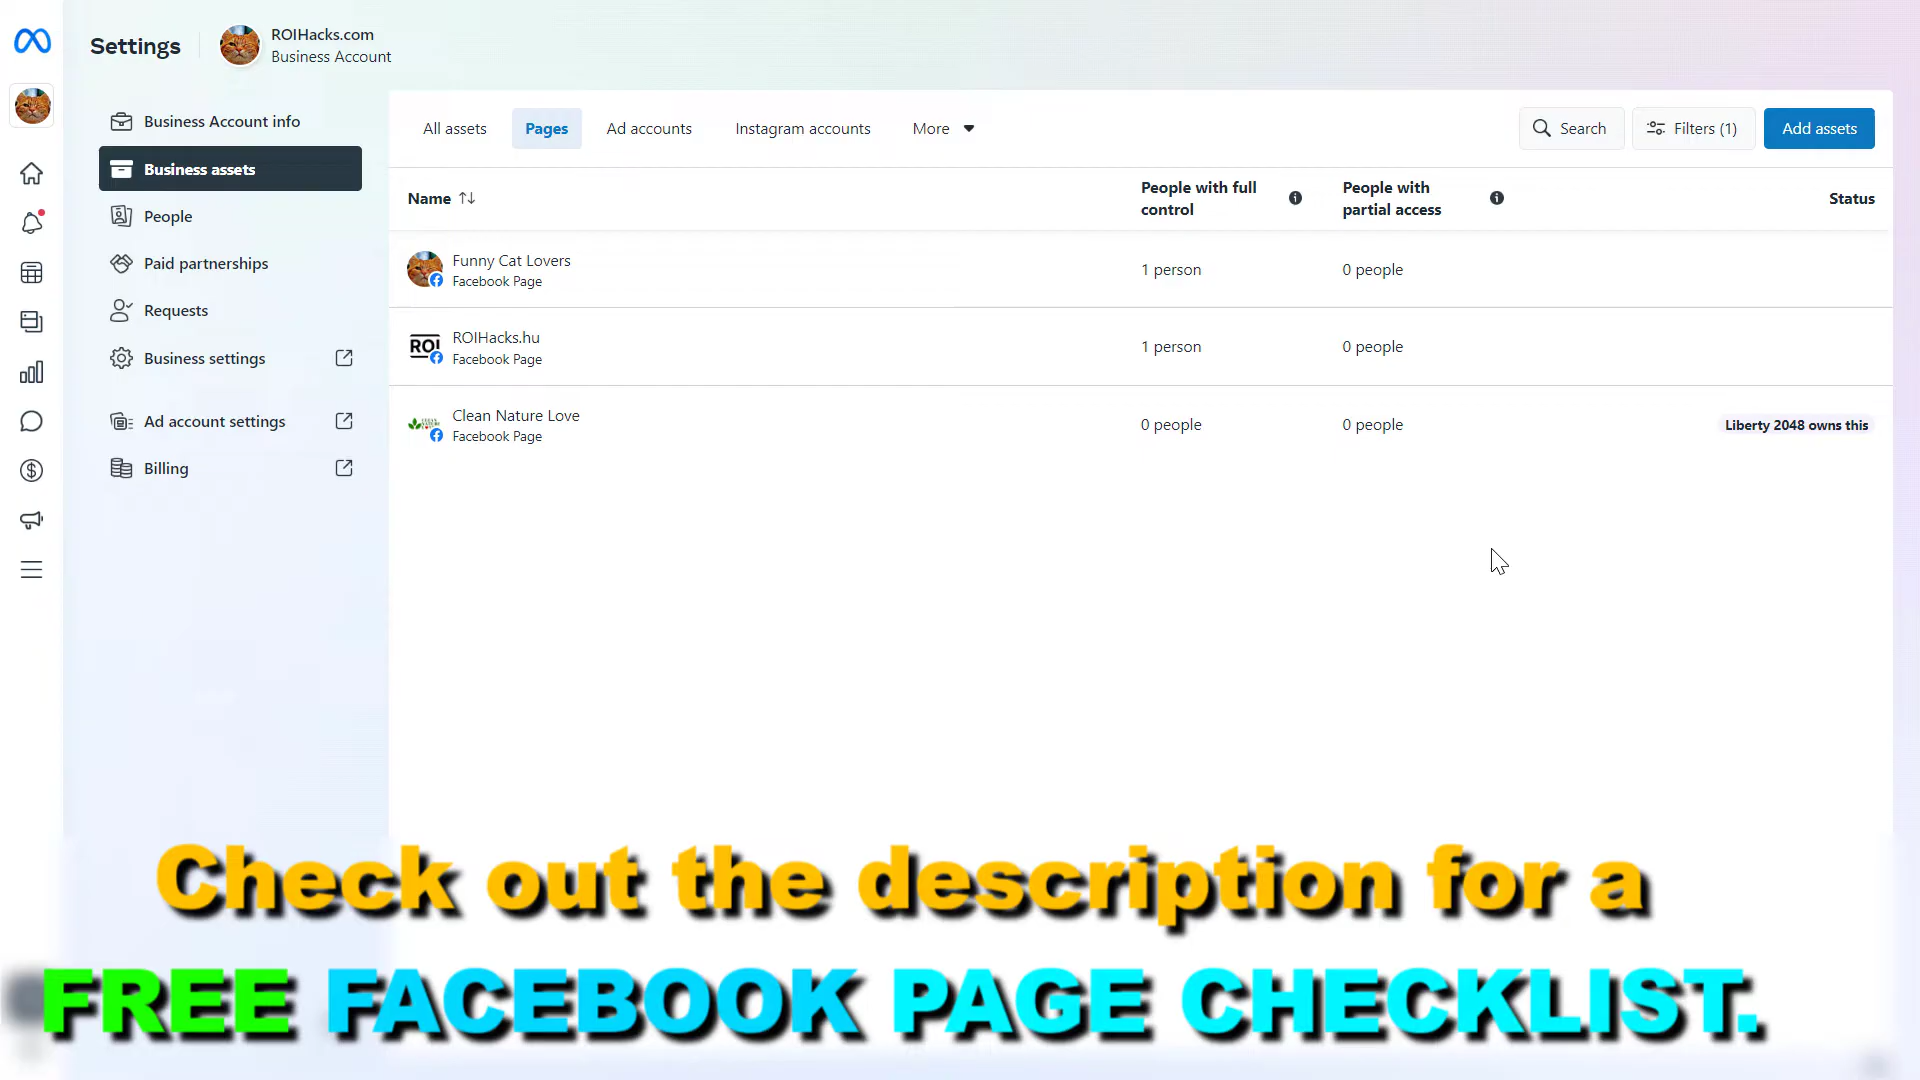 Settings
ROIHacks.com
Business Account
Business Account info
Business assets
People
Paid partnerships
Requests
Business settings
Ad account settings
Billing
All assets
Pages
Ad accounts
Instagram accounts
More
Search
Filters (1)
Add assets
Name
People with full
control
People with
partial access
Status
Funny Cat Lovers
Facebook Page
1 person
0 people
ROI
ROIHacks.hu
Facebook Page
1 person
0 people
Clean Nature Love
Facebook Page
0 people
0 people
Liberty 2048 owns this
Check out the description for a
FREE FACEBOOK PAGE CHECKLIST.